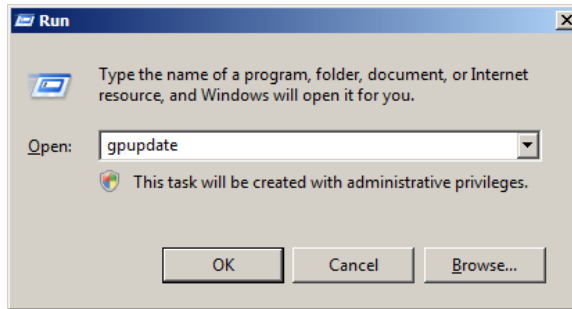 Run
Type the name of a program, folder, document, or Internet
resource, and Windows will open it for you.
Open: gpupdate
This task will be created with administrative privileges.
OK Cancel Browse...